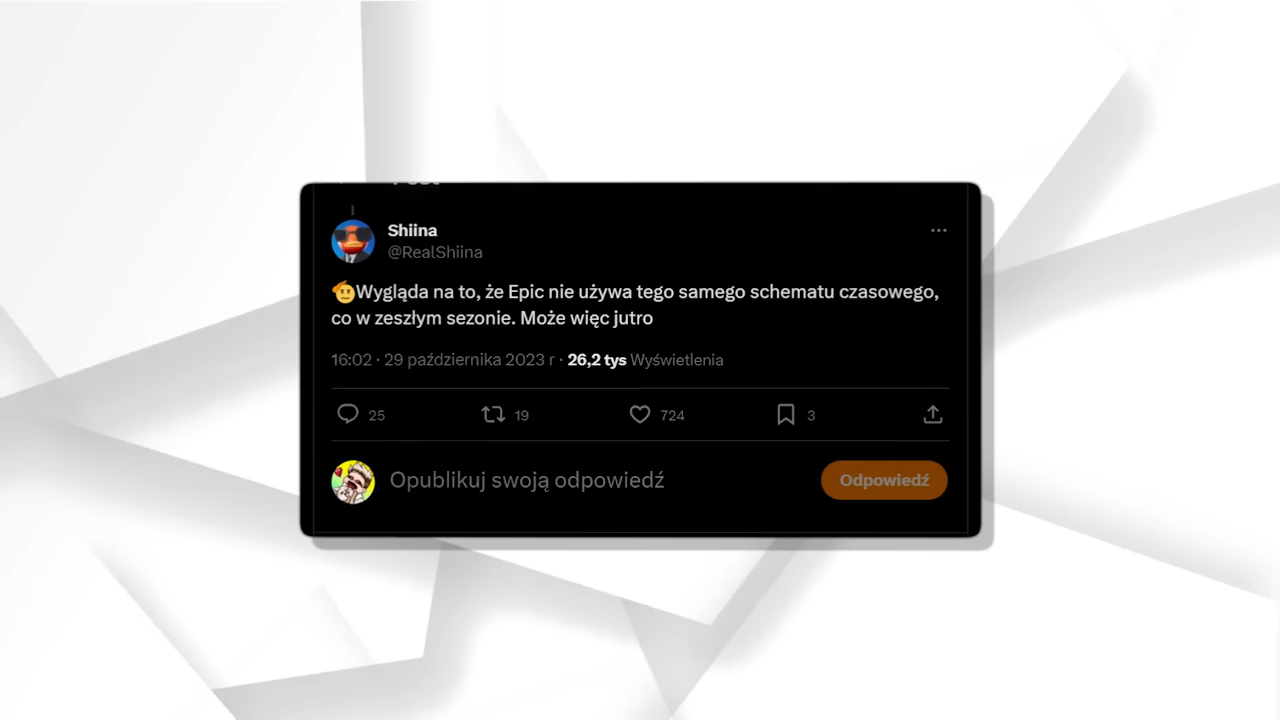 Shiina
@RealShiina
🫡Wygląda na to, że Epic nie używa tego samego schematu czasowego,
co w zeszłym sezonie. Może więc jutro
16:02 · 29 października 2023 r · 26,2 tys Wyświetlenia
25 19 724 3
Opublikuj swoją odpowiedź Odpowiedź